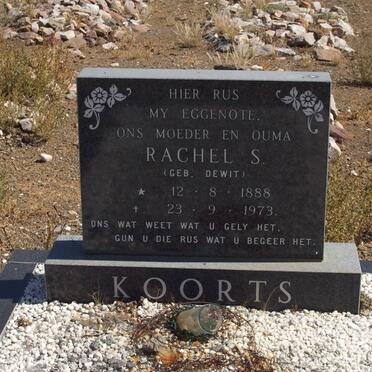 HIER RUS
MY EGGENOTE,
ONS MOEDER EN OUMA
RACHEL S.
(GEB. DEWIT)
★ 12 - 8 - 1888
✝ 23 - 9 - 1973.
ONS WAT WEET WAT U GELY HET,
GUN U DIE RUS WAT U BEGEER HET.
KOORTS